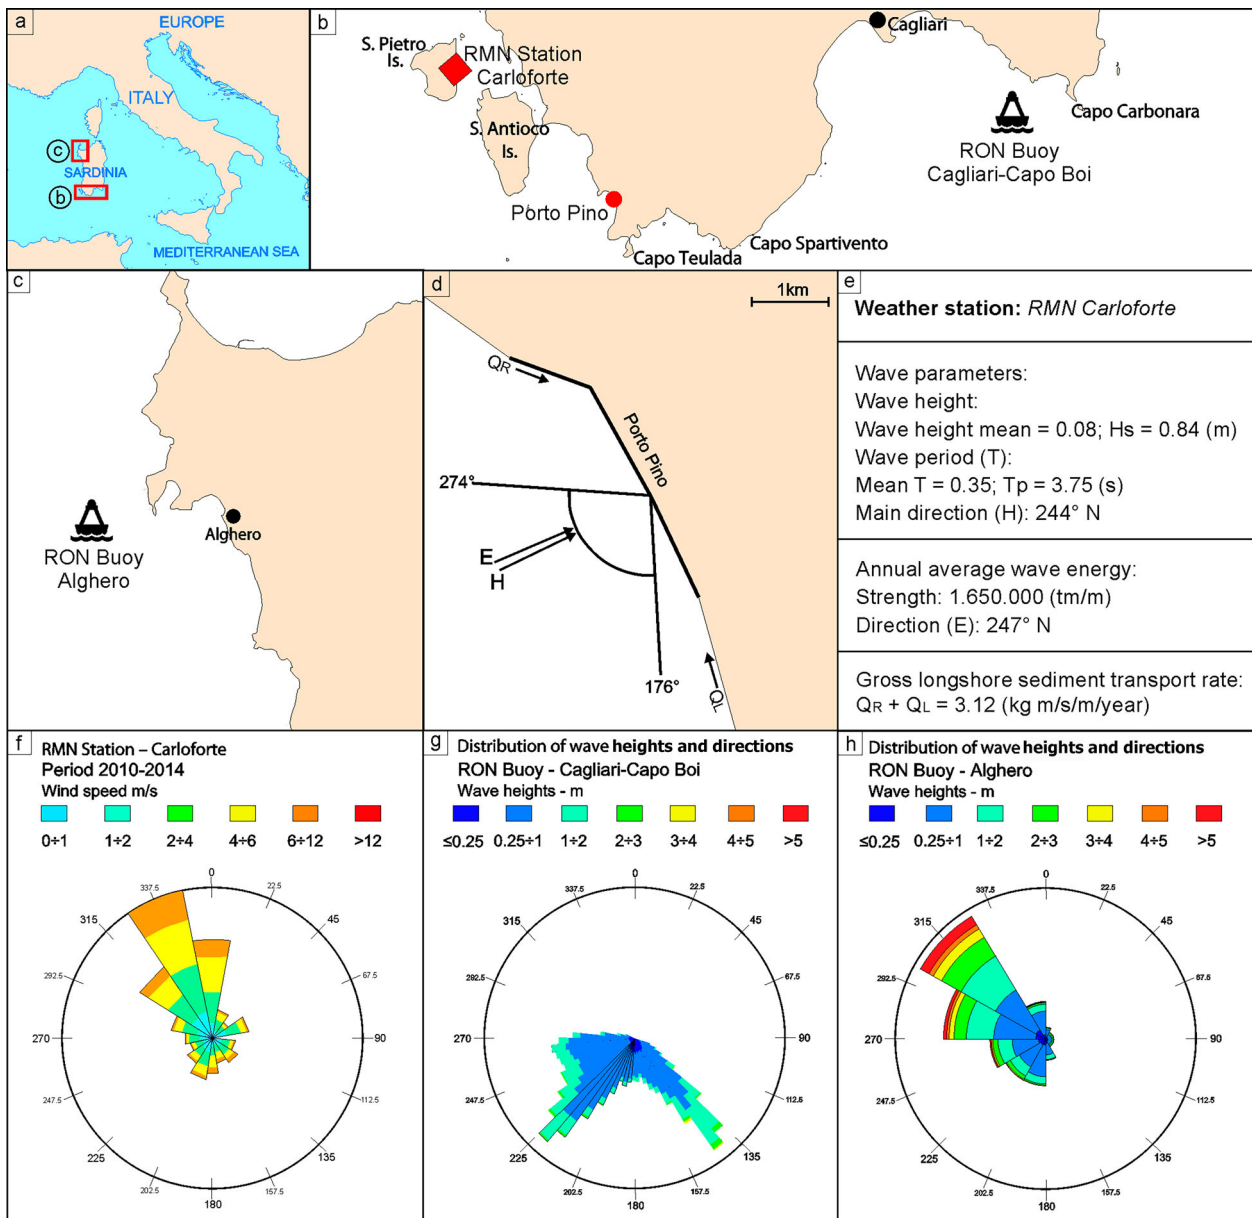 a
EUROPE
ITALY
c
SARDINIA
b
MEDITERRANEAN SEA
b
Cagliari
S. Pietro
Is.
RMN Station
Carloforte
S. Antioco
Is.
Capo Carbonara
RON Buoy
Cagliari-Capo Boi
Porto Pino
Capo Spartivento
Capo Teulada
c
Alghero
RON Buoy
Alghero
d
1km
QR
Porto Pino
274°
E
H
176°
QL
e
Weather station: RMN Carloforte
Wave parameters:
Wave height:
Wave height mean = 0.08; Hs = 0.84 (m)
Wave period (T):
Mean T = 0.35; Tp = 3.75 (s)
Main direction (H): 244° N
Annual average wave energy:
Strength: 1.650.000 (tm/m)
Direction (E): 247° N
Gross longshore sediment transport rate:
QR + QL = 3.12 (kg m/s/m/year)
f
RMN Station – Carloforte
Period 2010-2014
Wind speed m/s
0÷1 1÷2 2÷4 4÷6 6÷12 >12
0
22.5
45
67.5
90
112.5
135
157.5
180
202.5
225
247.5
270
292.5
315
337.5
g
Distribution of wave heights and directions
RON Buoy - Cagliari-Capo Boi
Wave heights - m
≤0.25 0.25÷1 1÷2 2÷3 3÷4 4÷5 >5
0
22.5
45
67.5
90
112.5
135
157.5
180
202.5
225
247.5
270
292.5
315
337.5
h
Distribution of wave heights and directions
RON Buoy - Alghero
Wave heights - m
≤0.25 0.25÷1 1÷2 2÷3 3÷4 4÷5 >5
0
22.5
45
67.5
90
112.5
135
157.5
180
202.5
225
247.5
270
292.5
315
337.5